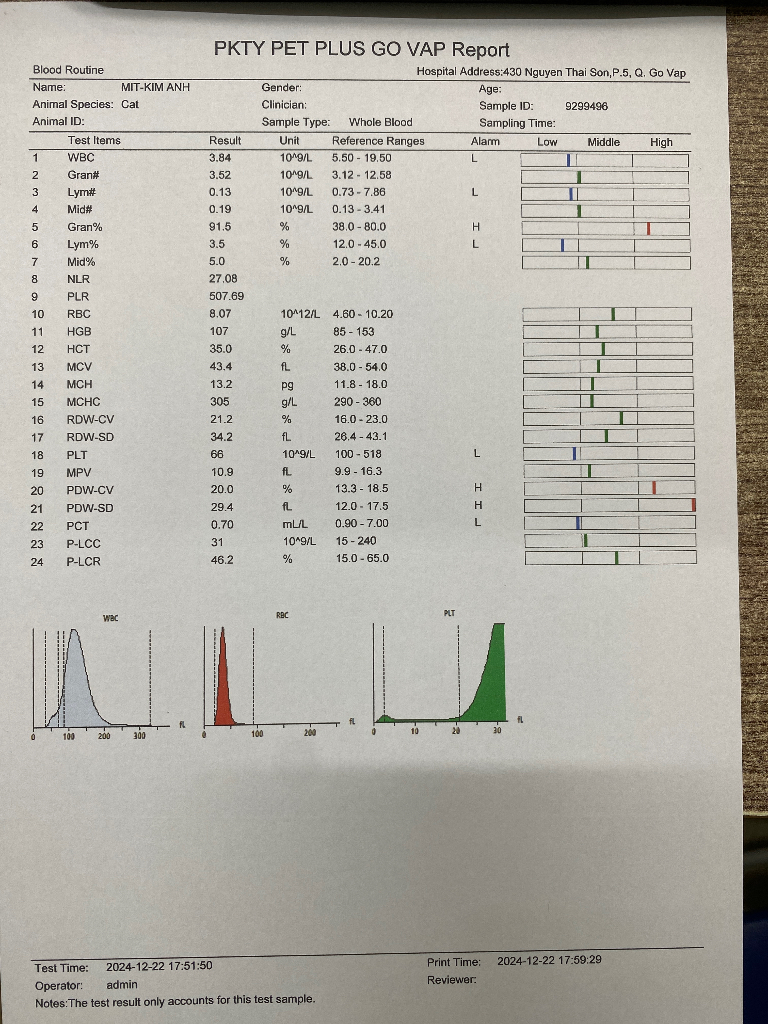 PKTY PET PLUS GO VAP Report
Blood Routine Hospital Address:430 Nguyen Thai Son,P.5, Q. Go Vap
Name: MIT-KIM ANH Gender: Age:
Animal Species: Cat Clinician: Sample ID: 9299496
Animal ID: Sample Type: Whole Blood Sampling Time:
Test Items Result Unit Reference Ranges Alarm Low Middle High
1 WBC 3.84 10^9/L 5.50 - 19.50 L
2 Gran# 3.52 10^9/L 3.12 - 12.58
3 Lym# 0.13 10^9/L 0.73 - 7.86 L
4 Mid# 0.19 10^9/L 0.13 - 3.41
5 Gran% 91.5 % 38.0 - 80.0 H
6 Lym% 3.5 % 12.0 - 45.0 L
7 Mid% 5.0 % 2.0 - 20.2
8 NLR 27.08
9 PLR 507.69
10 RBC 8.07 10^12/L 4.60 - 10.20
11 HGB 107 g/L 85 - 153
12 HCT 35.0 % 26.0 - 47.0
13 MCV 43.4 fL 38.0 - 54.0
14 MCH 13.2 pg 11.8 - 18.0
15 MCHC 305 g/L 290 - 360
16 RDW-CV 21.2 % 16.0 - 23.0
17 RDW-SD 34.2 fL 26.4 - 43.1
18 PLT 66 10^9/L 100 - 518 L
19 MPV 10.9 fL 9.9 - 16.3
20 PDW-CV 20.0 % 13.3 - 18.5 H
21 PDW-SD 29.4 fL 12.0 - 17.5 H
22 PCT 0.70 mL/L 0.90 - 7.00 L
23 P-LCC 31 10^9/L 15 - 240
24 P-LCR 46.2 % 15.0 - 65.0
WBC RBC PLT
0 100 200 300 fL 0 100 200 fL 0 10 20 30 fL
Test Time: 2024-12-22 17:51:50 Print Time: 2024-12-22 17:59:29
Operator: admin Reviewer:
Notes:The test result only accounts for this test sample.